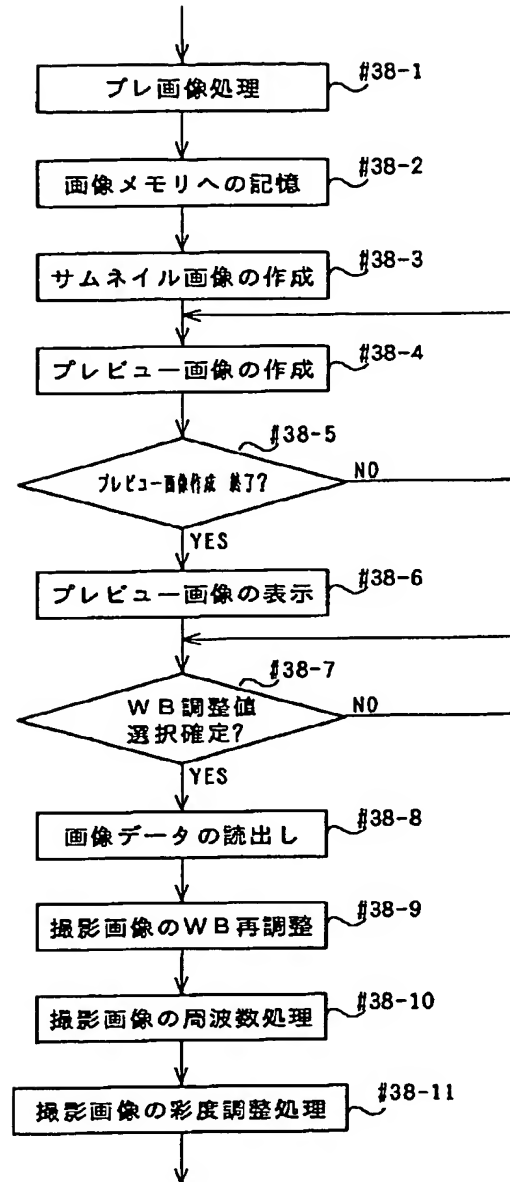 #38-1
プレ画像処理
#38-2
画像メモリへの記憶
#38-3
サムネイル画像の作成
#38-4
プレビュー画像の作成
#38-5
プレビュー画像作成 終了?
NO
YES
#38-6
プレビュー画像の表示
#38-7
WB調整値
選択確定?
NO
YES
#38-8
画像データの読出し
#38-9
撮影画像のWB再調整
#38-10
撮影画像の周波数処理
#38-11
撮影画像の彩度調整処理